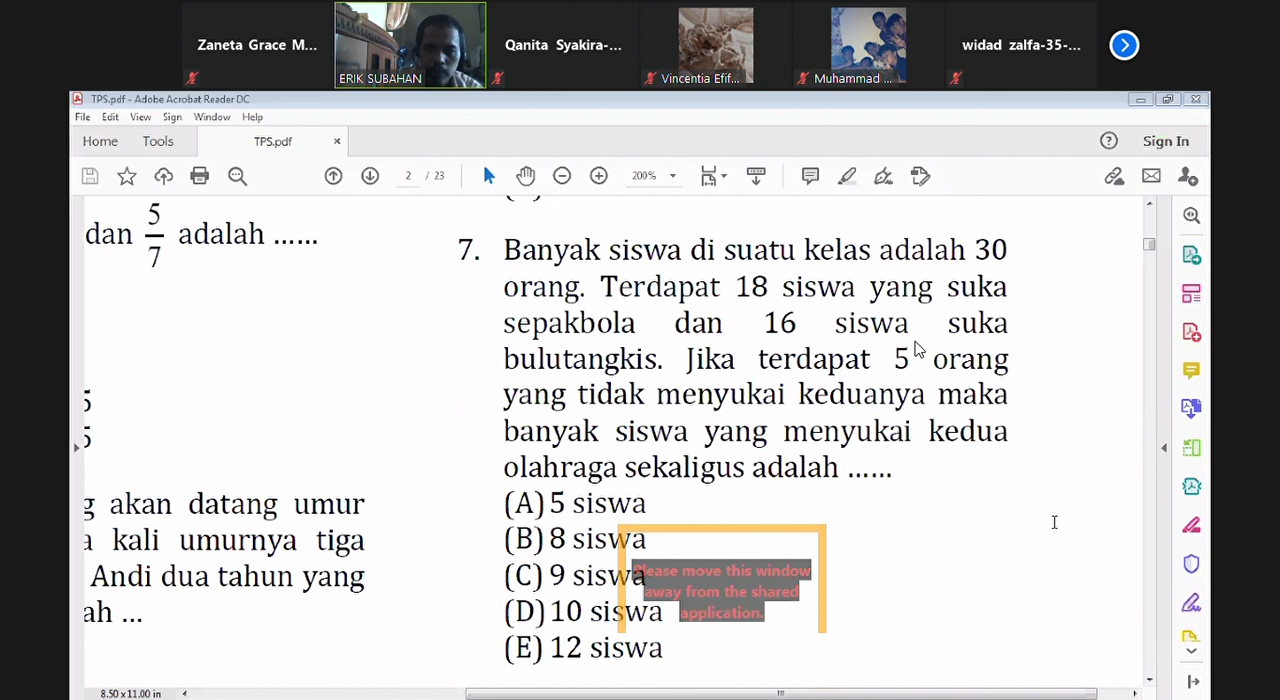 Zaneta Grace M...
ERIK SUBAHAN
Qanita Syakira-...
Vincentia Efif...
Muhammad ...
widad zalfa-35-...
TPS.pdf - Adobe Acrobat Reader DC
File Edit View Sign Window Help
Home Tools TPS.pdf × Sign In
2 / 23 200%
dan 5/7 adalah ......
5
5
g akan datang umur
a kali umurnya tiga
Andi dua tahun yang
ah ...
7. Banyak siswa di suatu kelas adalah 30
orang. Terdapat 18 siswa yang suka
sepakbola dan 16 siswa suka
bulutangkis. Jika terdapat 5 orang
yang tidak menyukai keduanya maka
banyak siswa yang menyukai kedua
olahraga sekaligus adalah ......
(A) 5 siswa
(B) 8 siswa
(C) 9 siswa
(D) 10 siswa
(E) 12 siswa
Please move this window
away from the shared
application.
8.50 x 11.00 in